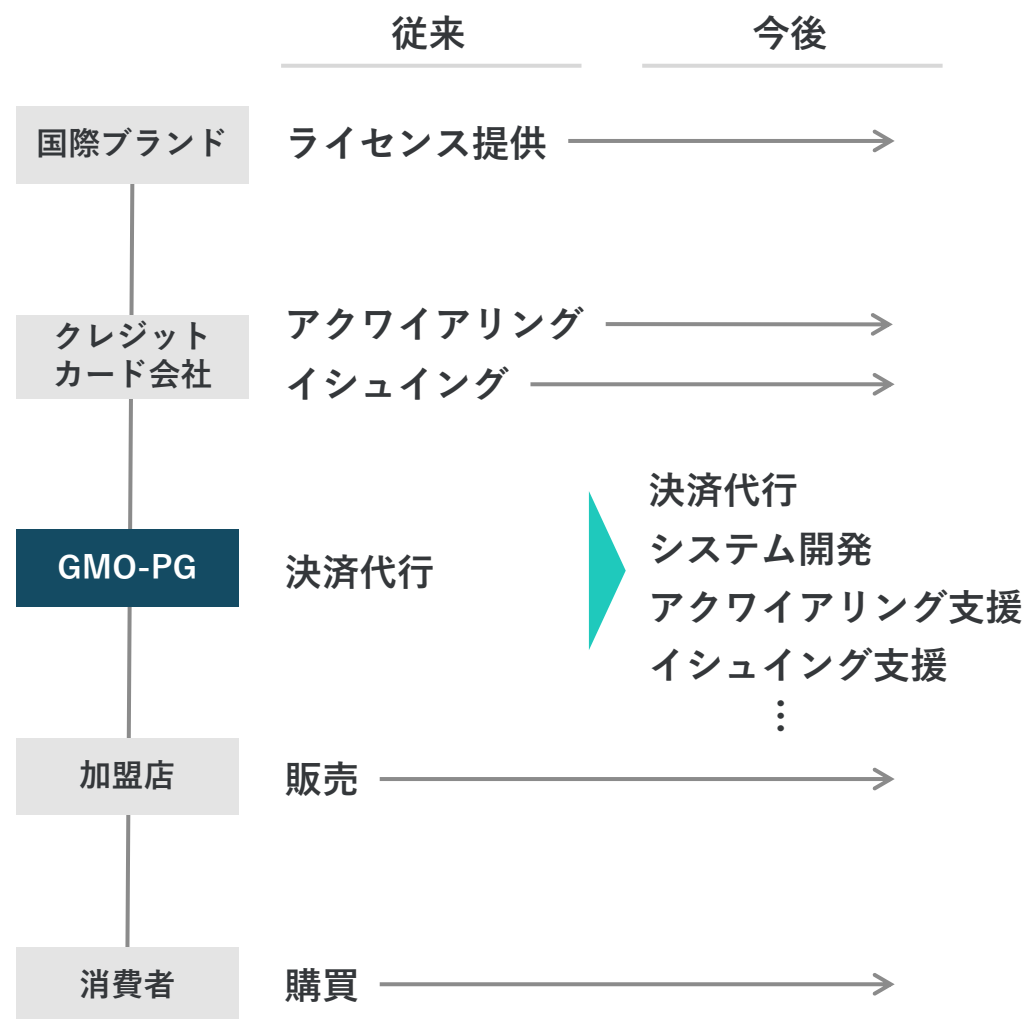 従来
今後
国際ブランド
ライセンス提供
クレジット
カード会社
アクワイアリング
イシュイング
GMO-PG
決済代行
決済代行
システム開発
アクワイアリング支援
イシュイング支援
⋮
加盟店
販売
消費者
購買